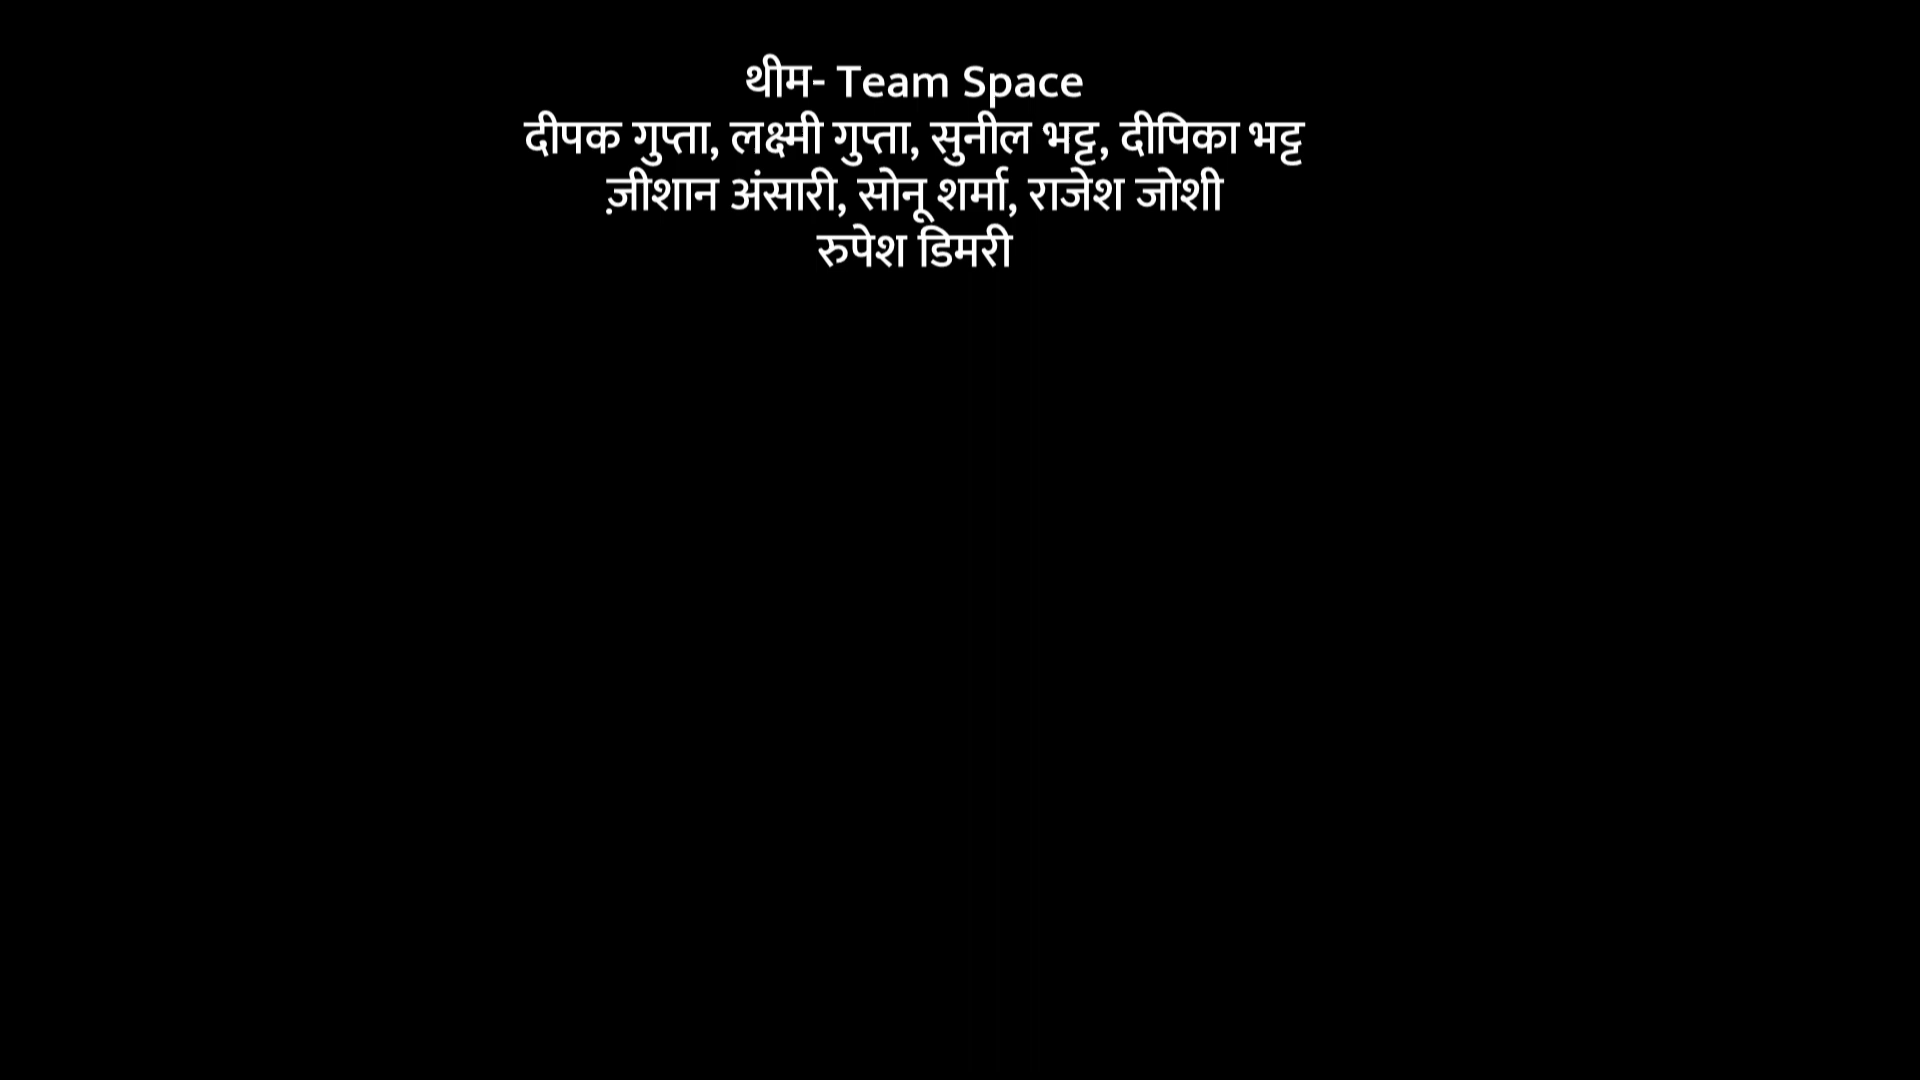 थीम- Team Space
दीपक गुप्ता, लक्ष्मी गुप्ता, सुनील भट्ट, दीपिका भट्ट
ज़ीशान अंसारी, सोनू शर्मा, राजेश जोशी
रुपेश डिमरी